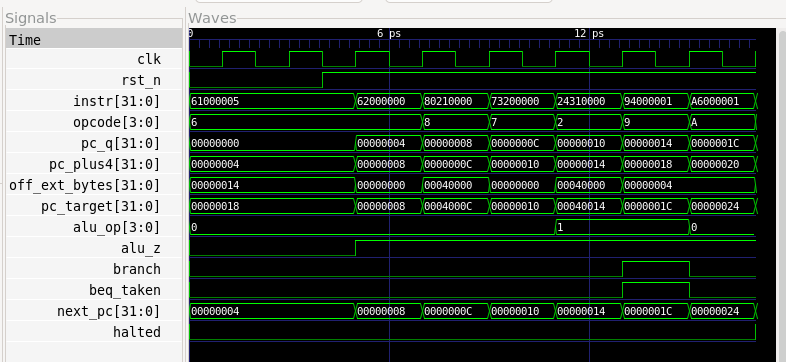 Signals
Waves
Time
0 6 ps 12 ps
clk
rst_n
instr[31:0] 61000005 62000000 80210000 73200000 24310000 94000001 A6000001
opcode[3:0] 6 8 7 2 9 A
pc_q[31:0] 00000000 00000004 00000008 0000000C 00000010 00000014 0000001C
pc_plus4[31:0] 00000004 00000008 0000000C 00000010 00000014 00000018 00000020
off_ext_bytes[31:0] 00000014 00000000 00040000 00000000 00040000 00000004
pc_target[31:0] 00000018 00000008 0004000C 00000010 00040014 0000001C 00000024
alu_op[3:0] 0 1 0
alu_z
branch
beq_taken
next_pc[31:0] 00000004 00000008 0000000C 00000010 00000014 0000001C 00000024
halted